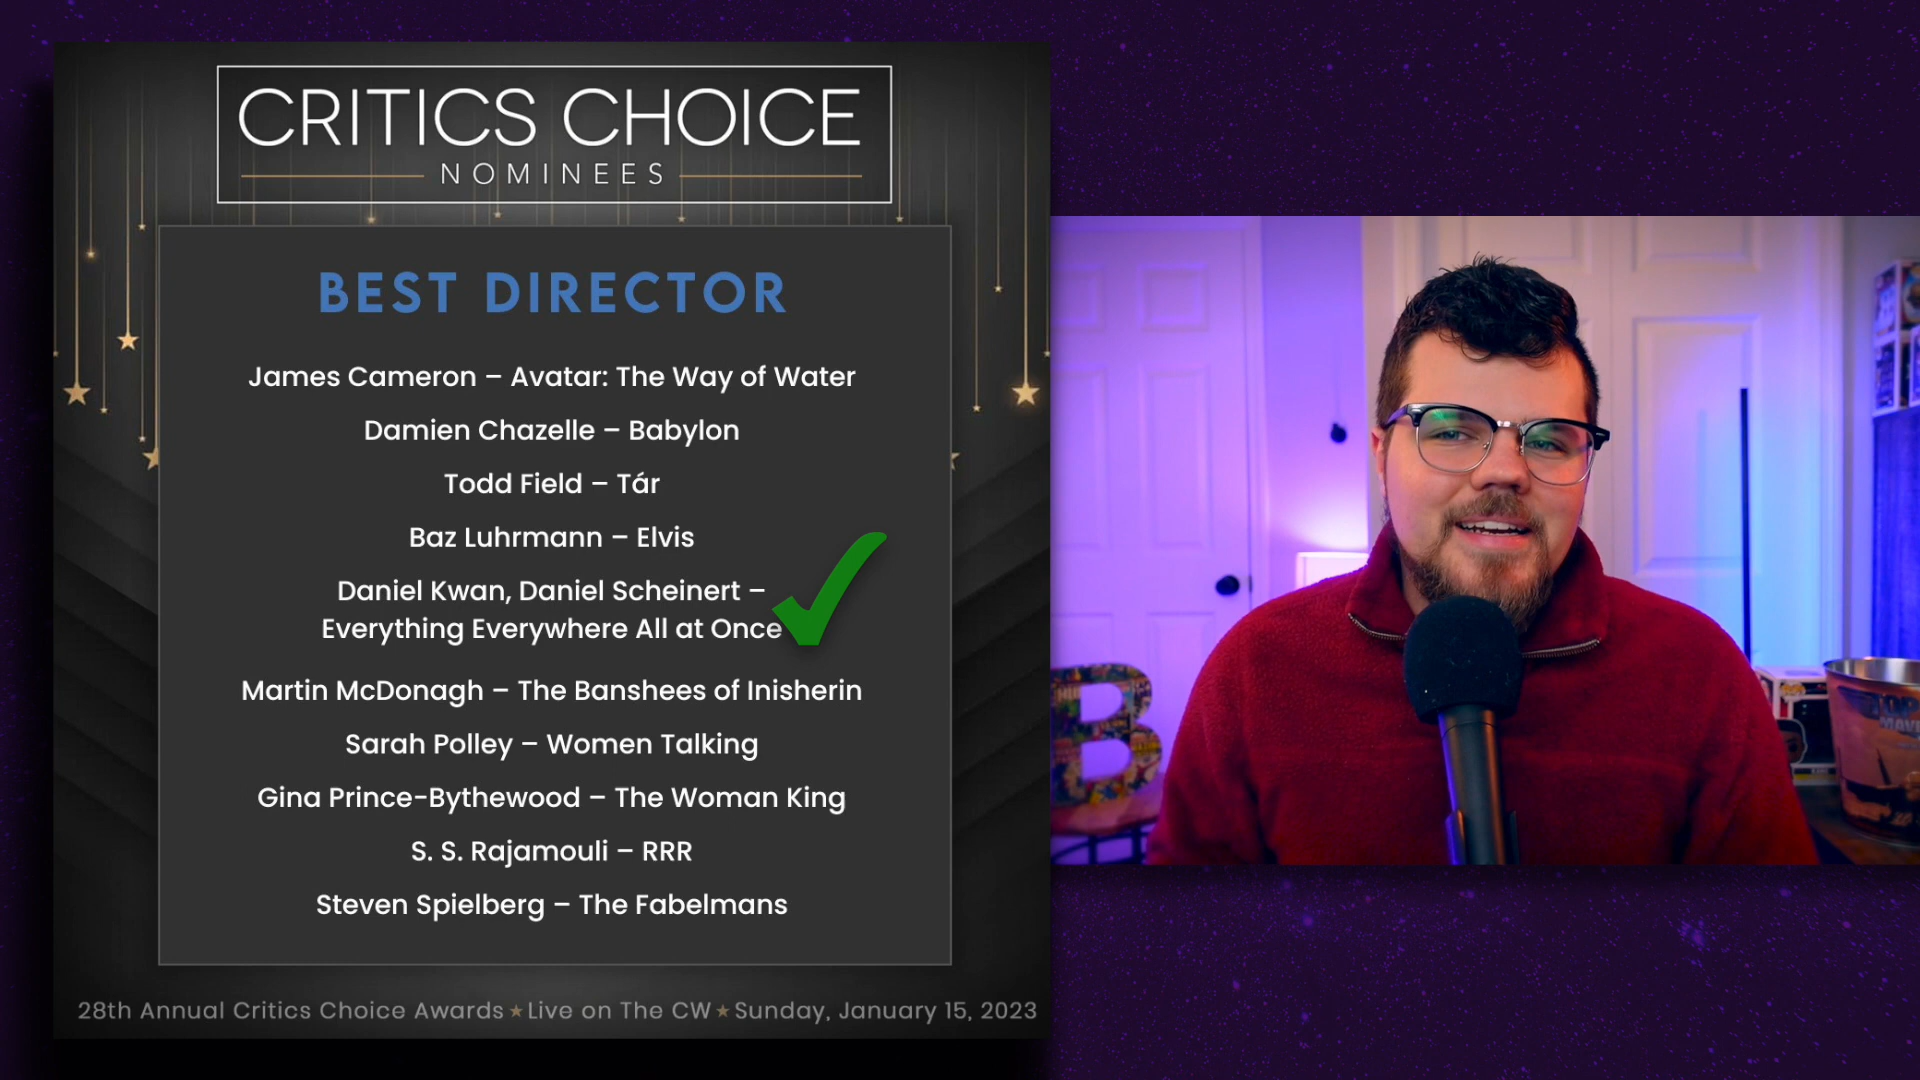 CRITICS CHOICE
NOMINEES
BEST DIRECTOR
James Cameron – Avatar: The Way of Water
Damien Chazelle – Babylon
Todd Field – Tár
Baz Luhrmann – Elvis
Daniel Kwan, Daniel Scheinert –
Everything Everywhere All at Once
Martin McDonagh – The Banshees of Inisherin
Sarah Polley – Women Talking
Gina Prince-Bythewood – The Woman King
S. S. Rajamouli – RRR
Steven Spielberg – The Fabelmans
28th Annual Critics Choice Awards ★ Live on The CW ★ Sunday, January 15, 2023
B